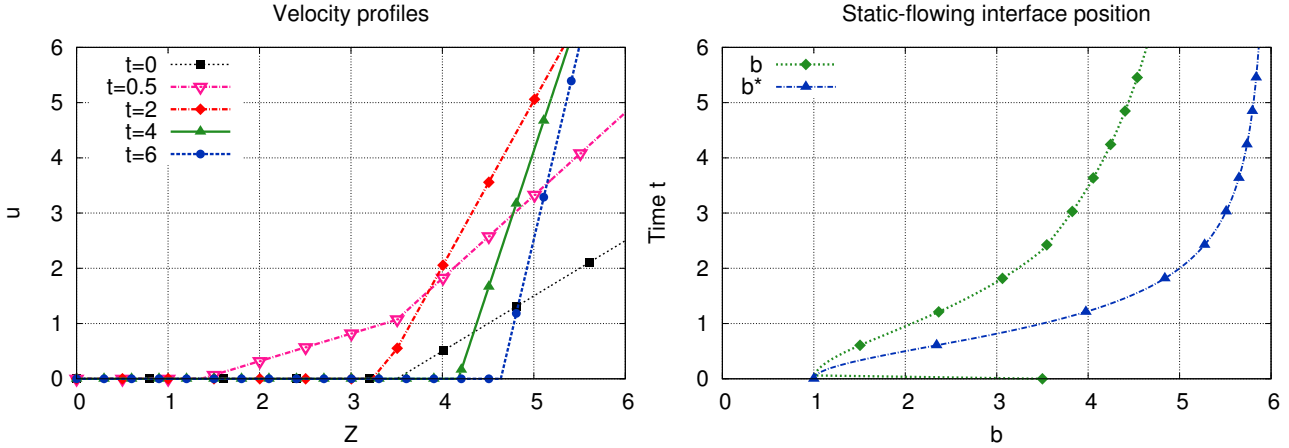 Velocity profiles
6
5
4
3
2
1
0
u
t=0
t=0.5
t=2
t=4
t=6
0 1 2 3 4 5 6
Z
Static-flowing interface position
6
5
4
3
2
1
0
Time t
b
b*
0 1 2 3 4 5 6
b